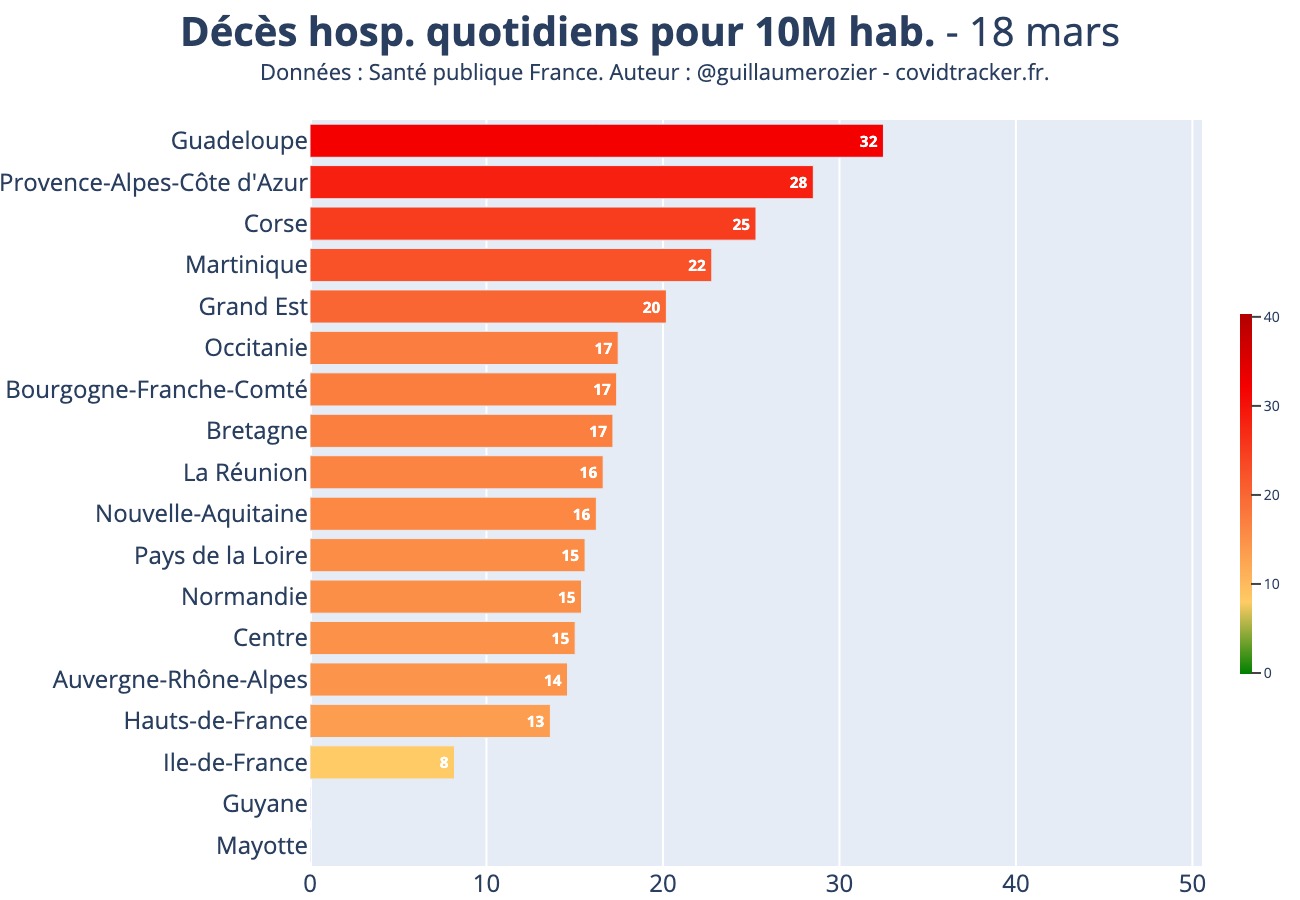 Décès hosp. quotidiens pour 10M hab. - 18 mars
Données : Santé publique France. Auteur : @guillaumerozier - covidtracker.fr.
Guadeloupe 32
Provence-Alpes-Côte d'Azur 28
Corse 25
Martinique 22
Grand Est 20
Occitanie 17
Bourgogne-Franche-Comté 17
Bretagne 17
La Réunion 16
Nouvelle-Aquitaine 16
Pays de la Loire 15
Normandie 15
Centre 15
Auvergne-Rhône-Alpes 14
Hauts-de-France 13
Ile-de-France 8
Guyane
Mayotte
0 10 20 30 40 50
40
30
20
10
0